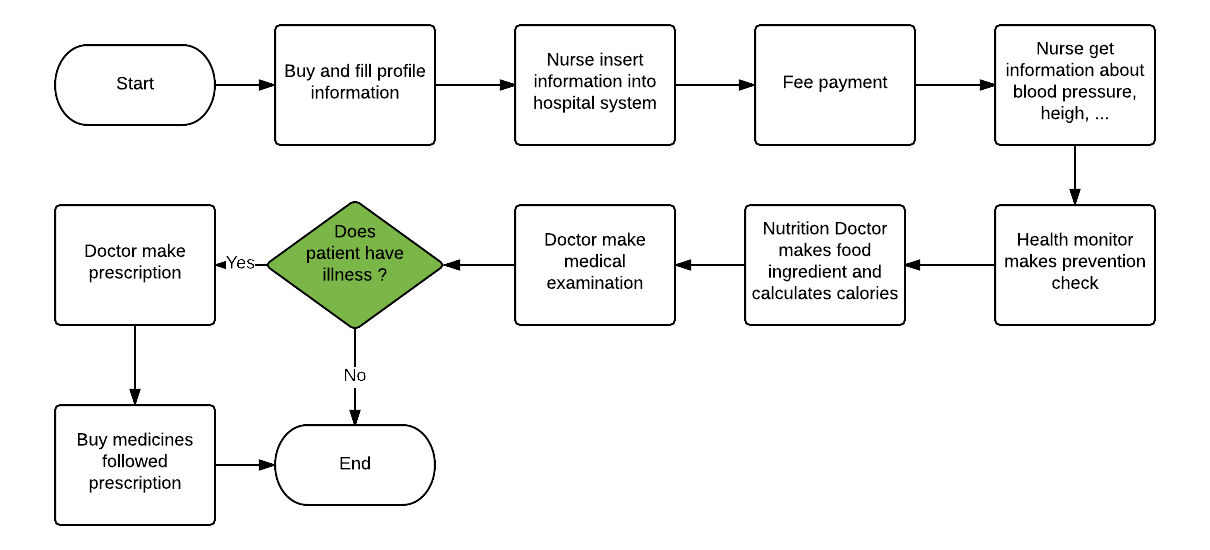 Start
Buy and fill profile
information
Nurse insert
information into
hospital system
Fee payment
Nurse get
information about
blood pressure,
heigh, ...
Health monitor
makes prevention
check
Nutrition Doctor
makes food
ingredient and
calculates calories
Doctor make
medical
examination
Does
patient have
illness ?
Yes
Doctor make
prescription
No
Buy medicines
followed
prescription
End